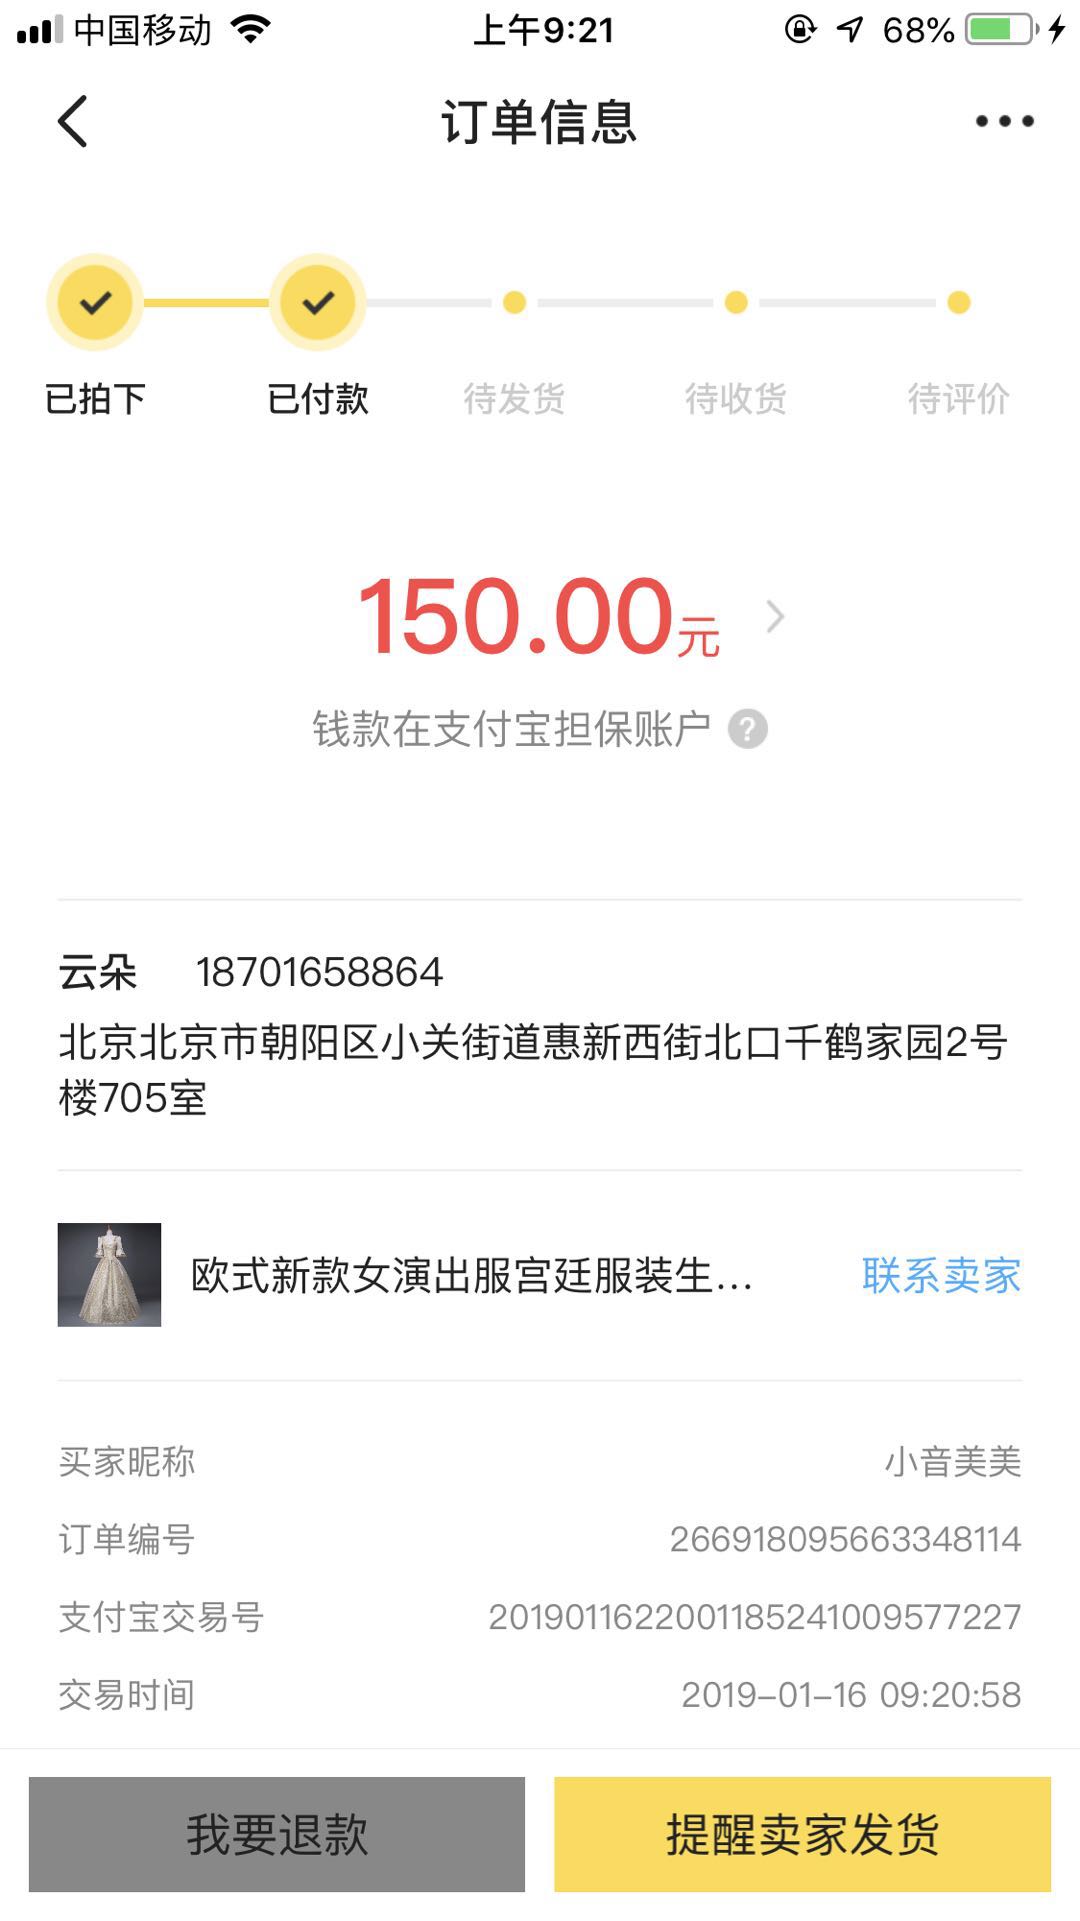 中国移动 上午9:21 68%
订单信息
已拍下 已付款 待发货 待收货 待评价
150.00元
钱款在支付宝担保账户 ?
云朵 18701658864
北京北京市朝阳区小关街道惠新西街北口千鹤家园2号
楼705室
欧式新款女演出服宫廷服装生... 联系卖家
买家昵称 小音美美
订单编号 266918095663348114
支付宝交易号 2019011622001185241009577227
交易时间 2019-01-16 09:20:58
我要退款 提醒卖家发货